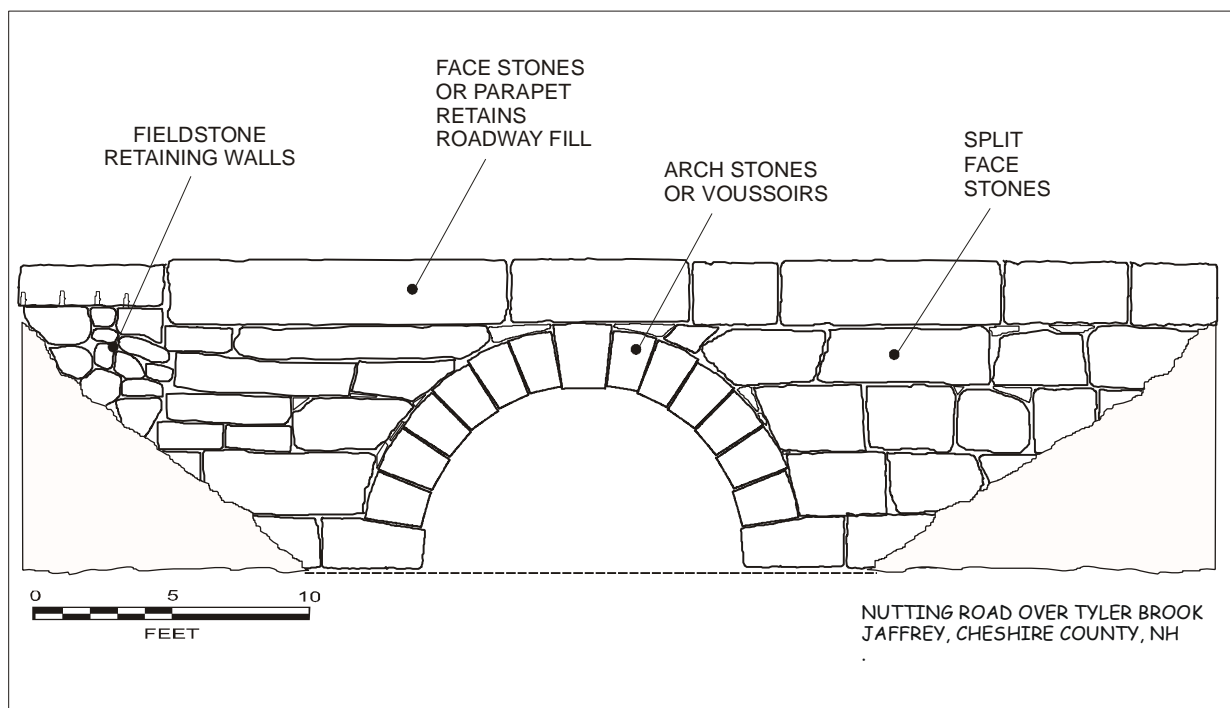 FACE STONES
OR PARAPET
RETAINS
ROADWAY FILL
FIELDSTONE
RETAINING WALLS
ARCH STONES
OR VOUSSOIRS
SPLIT
FACE
STONES
0 5 10
FEET
NUTTING ROAD OVER TYLER BROOK
JAFFREY, CHESHIRE COUNTY, NH
.